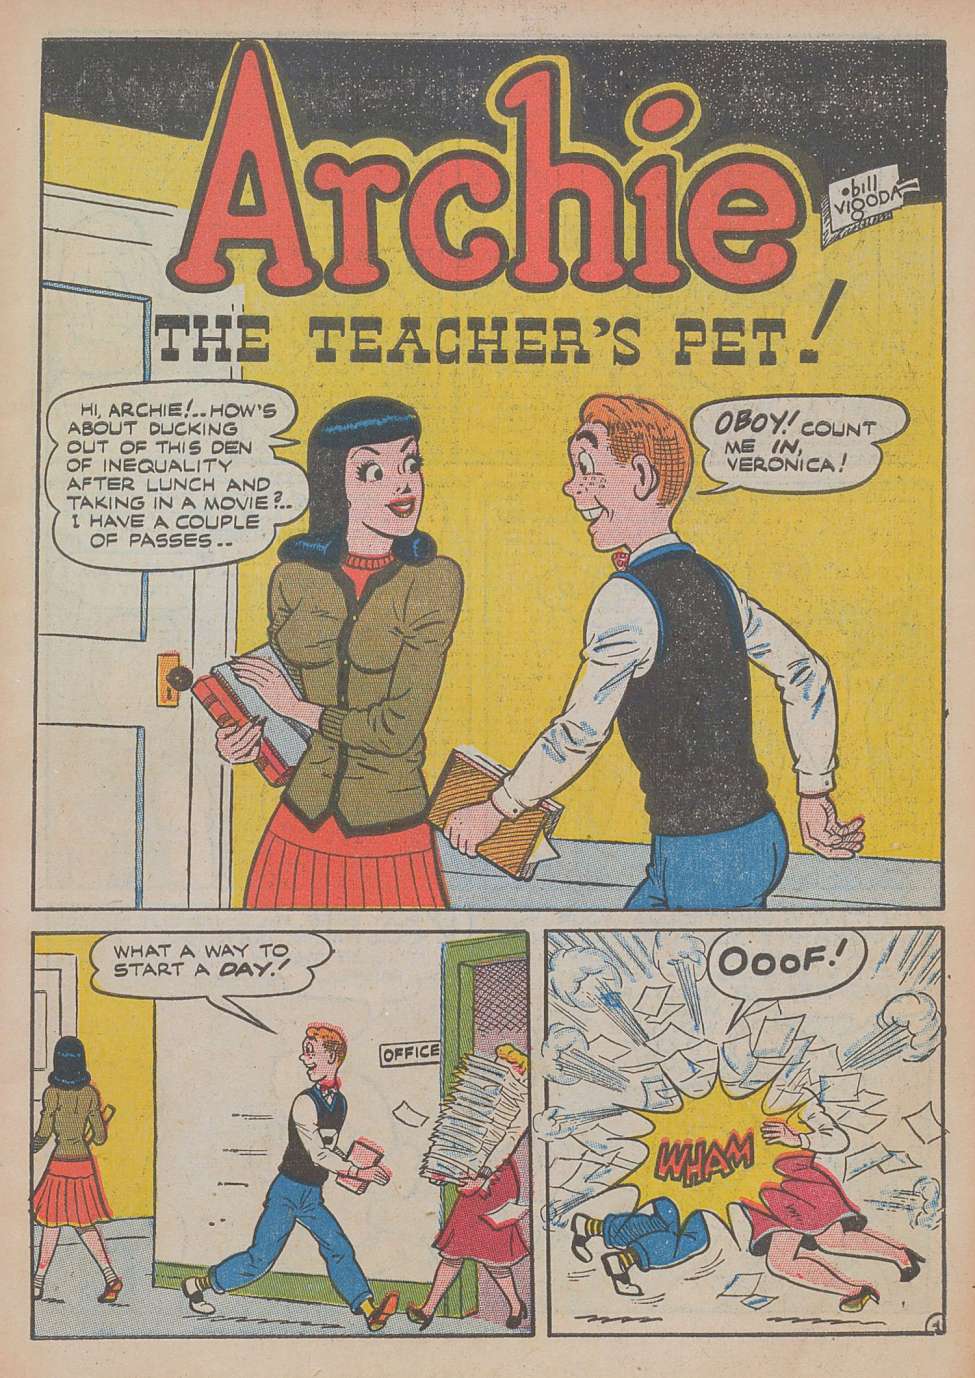 Archie
•bill
VIGODA
THE TEACHER'S PET!
HI, ARCHIE!..HOW'S
ABOUT DUCKING
OUT OF THIS DEN
OF INEQUALITY
AFTER LUNCH AND
TAKING IN A MOVIE?..
I HAVE A COUPLE
OF PASSES..
OBOY! COUNT
ME IN,
VERONICA!
WHAT A WAY TO
START A DAY!
OFFICE
OOOF!
WHAM
1